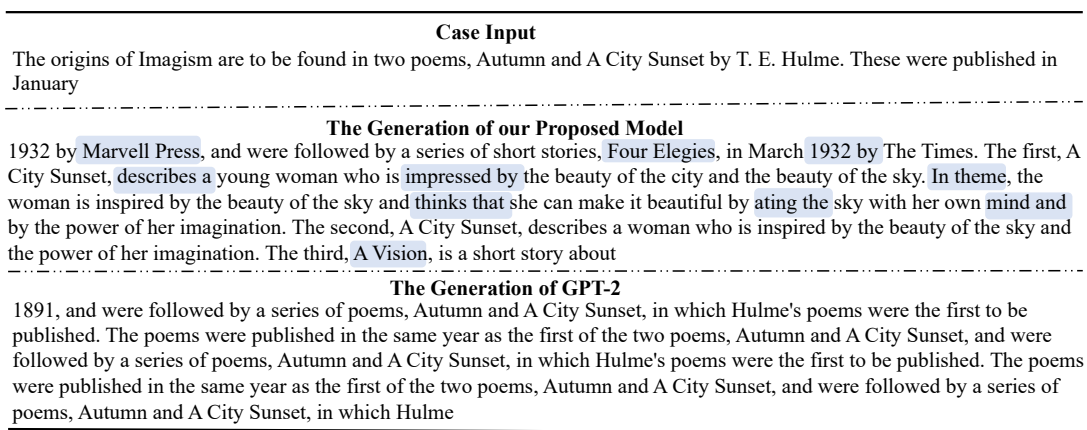 Case Input
The origins of Imagism are to be found in two poems, Autumn and A City Sunset by T. E. Hulme. These were published in
January
The Generation of our Proposed Model
1932 by Marvell Press, and were followed by a series of short stories, Four Elegies, in March 1932 by The Times. The first, A
City Sunset, describes a young woman who is impressed by the beauty of the city and the beauty of the sky. In theme, the
woman is inspired by the beauty of the sky and thinks that she can make it beautiful by ating the sky with her own mind and
by the power of her imagination. The second, A City Sunset, describes a woman who is inspired by the beauty of the sky and
the power of her imagination. The third, A Vision, is a short story about
The Generation of GPT-2
1891, and were followed by a series of poems, Autumn and A City Sunset, in which Hulme's poems were the first to be
published. The poems were published in the same year as the first of the two poems, Autumn and A City Sunset, and were
followed by a series of poems, Autumn and A City Sunset, in which Hulme's poems were the first to be published. The poems
were published in the same year as the first of the two poems, Autumn and A City Sunset, and were followed by a series of
poems, Autumn and A City Sunset, in which Hulme